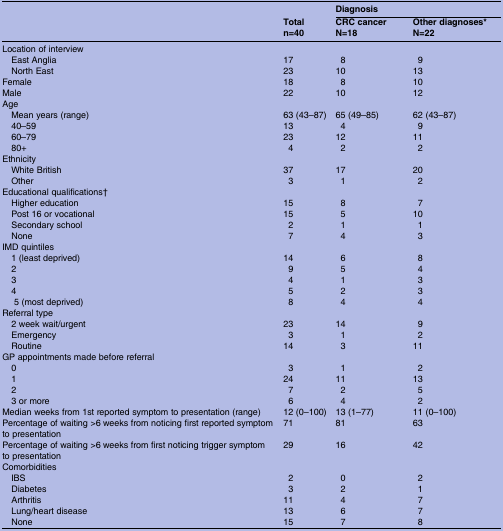 Diagnosis
Total CRC cancer Other diagnoses*
n=40 N=18 N=22
Location of interview
East Anglia 17 8 9
North East 23 10 13
Female 18 8 10
Male 22 10 12
Age
Mean years (range) 63 (43–87) 65 (49–85) 62 (43–87)
40–59 13 4 9
60–79 23 12 11
80+ 4 2 2
Ethnicity
White British 37 17 20
Other 3 1 2
Educational qualifications†
Higher education 15 8 7
Post 16 or vocational 15 5 10
Secondary school 2 1 1
None 7 4 3
IMD quintiles
1 (least deprived) 14 6 8
2 9 5 4
3 4 1 3
4 5 2 3
5 (most deprived) 8 4 4
Referral type
2 week wait/urgent 23 14 9
Emergency 3 1 2
Routine 14 3 11
GP appointments made before referral
0 3 1 2
1 24 11 13
2 7 2 5
3 or more 6 4 2
Median weeks from 1st reported symptom to presentation (range) 12 (0–100) 13 (1–77) 11 (0–100)
Percentage of waiting >6 weeks from noticing first reported symptom 71 81 63
to presentation
Percentage of waiting >6 weeks from first noticing trigger symptom 29 16 42
to presentation
Comorbidities
IBS 2 0 2
Diabetes 3 2 1
Arthritis 11 4 7
Lung/heart disease 13 6 7
None 15 7 8